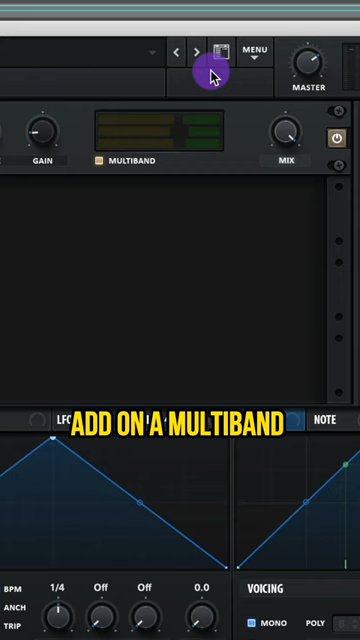 MENU
MASTER
GAIN
MULTIBAND
MIX
ADD ON A MULTIBAND
NOTE
BPM
1/4
Off
Off
0.0
ANCH
TRIP
VOICING
MONO
POLY